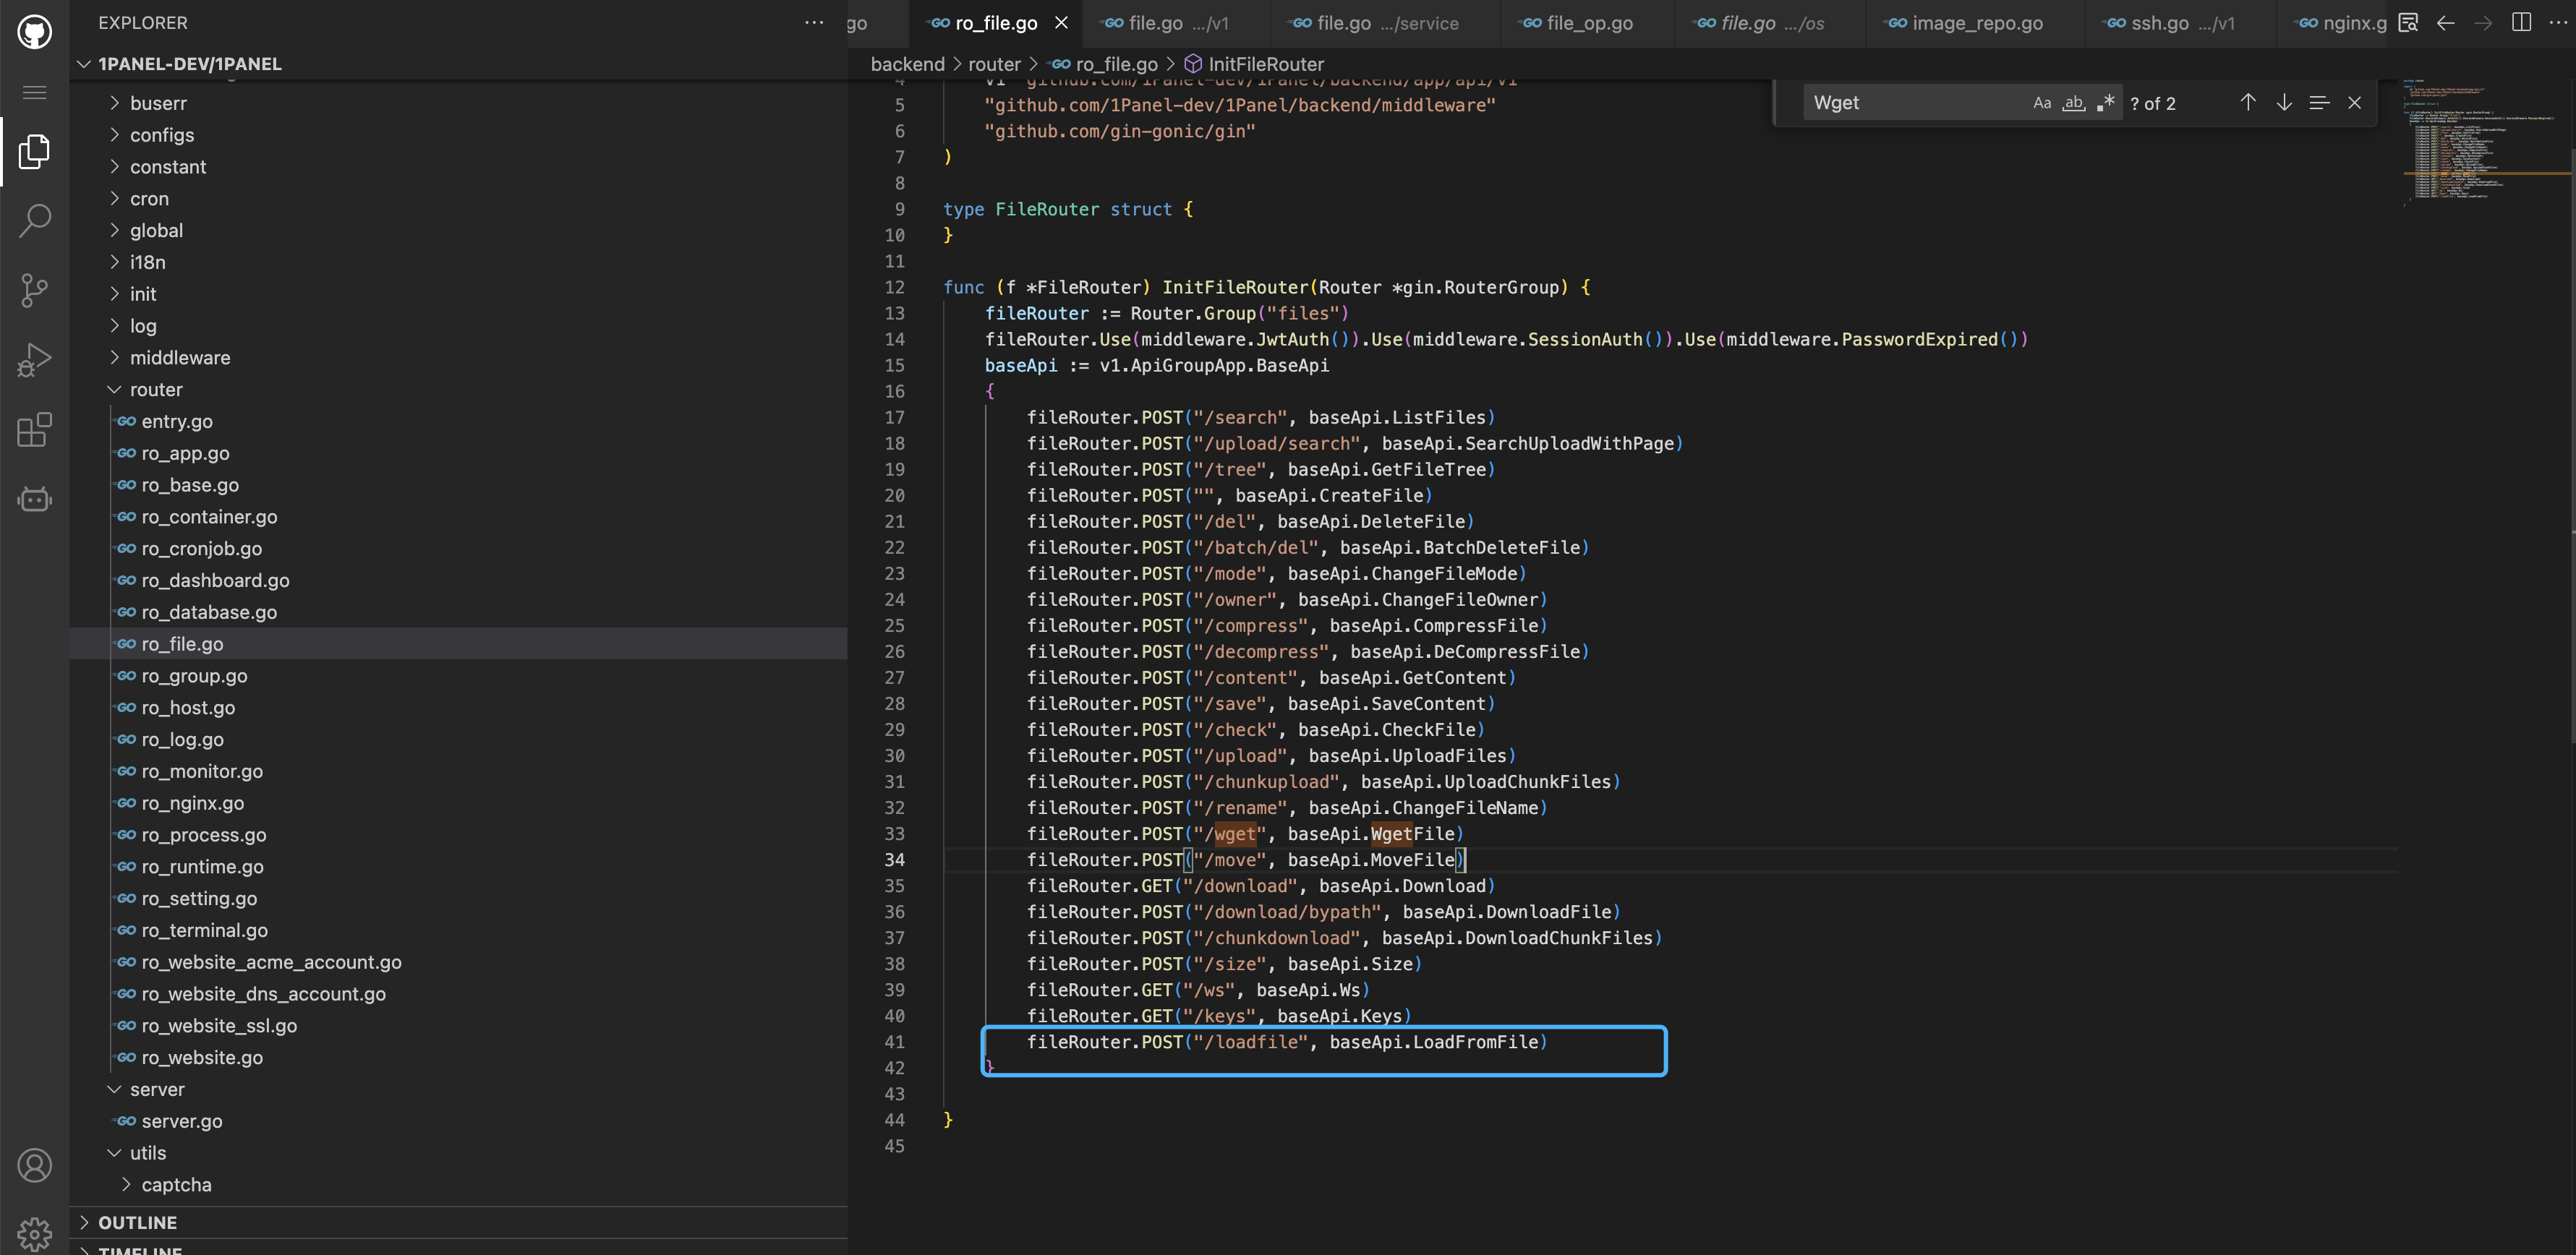 EXPLORER
1PANEL-DEV/1PANEL
buserr
configs
constant
cron
global
i18n
init
log
middleware
router
entry.go
ro_app.go
ro_base.go
ro_container.go
ro_cronjob.go
ro_dashboard.go
ro_database.go
ro_file.go
ro_group.go
ro_host.go
ro_log.go
ro_monitor.go
ro_nginx.go
ro_process.go
ro_runtime.go
ro_setting.go
ro_terminal.go
ro_website_acme_account.go
ro_website_dns_account.go
ro_website_ssl.go
ro_website.go
server
server.go
utils
captcha
OUTLINE
TIMELINE
go ro_file.go file.go .../v1 file.go .../service file_op.go file.go .../os image_repo.go ssh.go .../v1 nginx.g
backend > router > ro_file.go > InitFileRouter
Wget Aa ab .* ? of 2
4 v1 "github.com/1Panel-dev/1Panel/backend/app/api/v1"
5 "github.com/1Panel-dev/1Panel/backend/middleware"
6 "github.com/gin-gonic/gin"
7 )
8
9 type FileRouter struct {
10 }
11
12 func (f *FileRouter) InitFileRouter(Router *gin.RouterGroup) {
13 fileRouter := Router.Group("files")
14 fileRouter.Use(middleware.JwtAuth()).Use(middleware.SessionAuth()).Use(middleware.PasswordExpired())
15 baseApi := v1.ApiGroupApp.BaseApi
16 {
17 fileRouter.POST("/search", baseApi.ListFiles)
18 fileRouter.POST("/upload/search", baseApi.SearchUploadWithPage)
19 fileRouter.POST("/tree", baseApi.GetFileTree)
20 fileRouter.POST("", baseApi.CreateFile)
21 fileRouter.POST("/del", baseApi.DeleteFile)
22 fileRouter.POST("/batch/del", baseApi.BatchDeleteFile)
23 fileRouter.POST("/mode", baseApi.ChangeFileMode)
24 fileRouter.POST("/owner", baseApi.ChangeFileOwner)
25 fileRouter.POST("/compress", baseApi.CompressFile)
26 fileRouter.POST("/decompress", baseApi.DeCompressFile)
27 fileRouter.POST("/content", baseApi.GetContent)
28 fileRouter.POST("/save", baseApi.SaveContent)
29 fileRouter.POST("/check", baseApi.CheckFile)
30 fileRouter.POST("/upload", baseApi.UploadFiles)
31 fileRouter.POST("/chunkupload", baseApi.UploadChunkFiles)
32 fileRouter.POST("/rename", baseApi.ChangeFileName)
33 fileRouter.POST("/wget", baseApi.WgetFile)
34 fileRouter.POST("/move", baseApi.MoveFile)
35 fileRouter.GET("/download", baseApi.Download)
36 fileRouter.POST("/download/bypath", baseApi.DownloadFile)
37 fileRouter.POST("/chunkdownload", baseApi.DownloadChunkFiles)
38 fileRouter.POST("/size", baseApi.Size)
39 fileRouter.GET("/ws", baseApi.Ws)
40 fileRouter.GET("/keys", baseApi.Keys)
41 fileRouter.POST("/loadfile", baseApi.LoadFromFile)
42 }
43
44 }
45